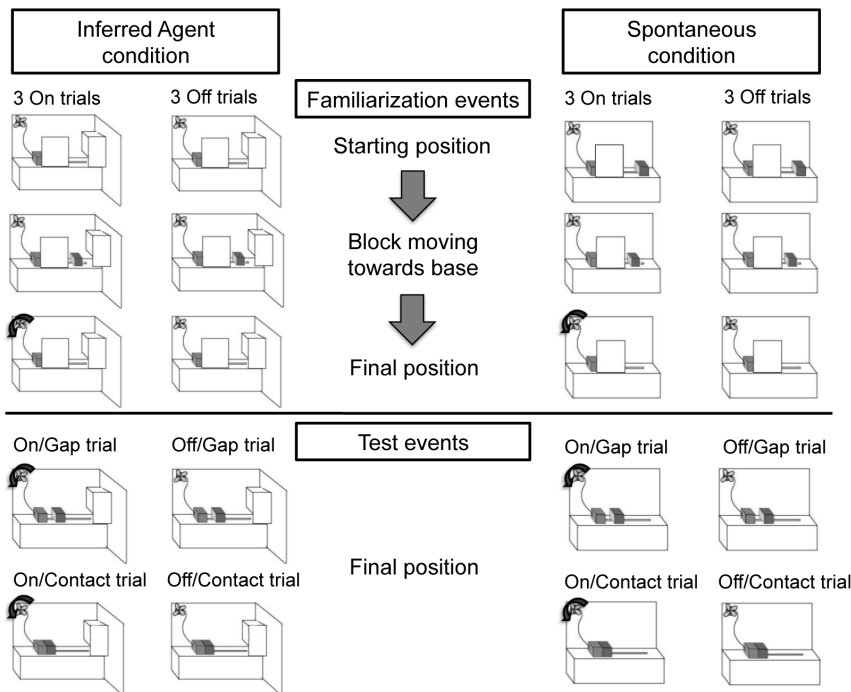 Inferred Agent
condition
Spontaneous
condition
3 On trials
3 Off trials
Familiarization events
3 On trials
3 Off trials
Starting position
Block moving
towards base
Final position
On/Gap trial
Off/Gap trial
Test events
On/Gap trial
Off/Gap trial
Final position
On/Contact trial
Off/Contact trial
On/Contact trial
Off/Contact trial